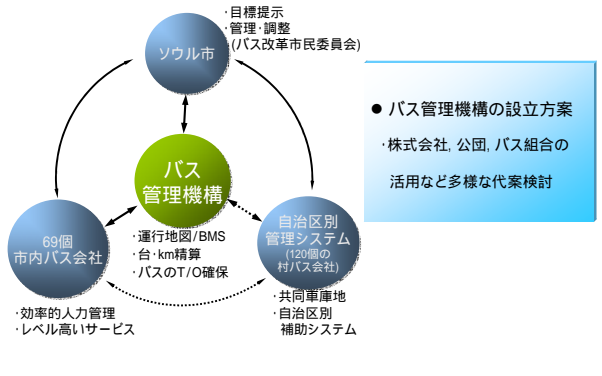 ・目標提示
・管理・調整
(バス改革市民委員会)
ソウル市
● バス管理機構の設立方案
・株式会社, 公団, バス組合の
活用など多様な代案検討
バス
管理機構
・運行地図/BMS
・台・km精算
・バスのT/O確保
69個
市内バス会社
・効率的人力管理
・レベル高いサービス
自治区別
管理システム
(120個の
村バス会社)
・共同車庫地
・自治区別
補助システム